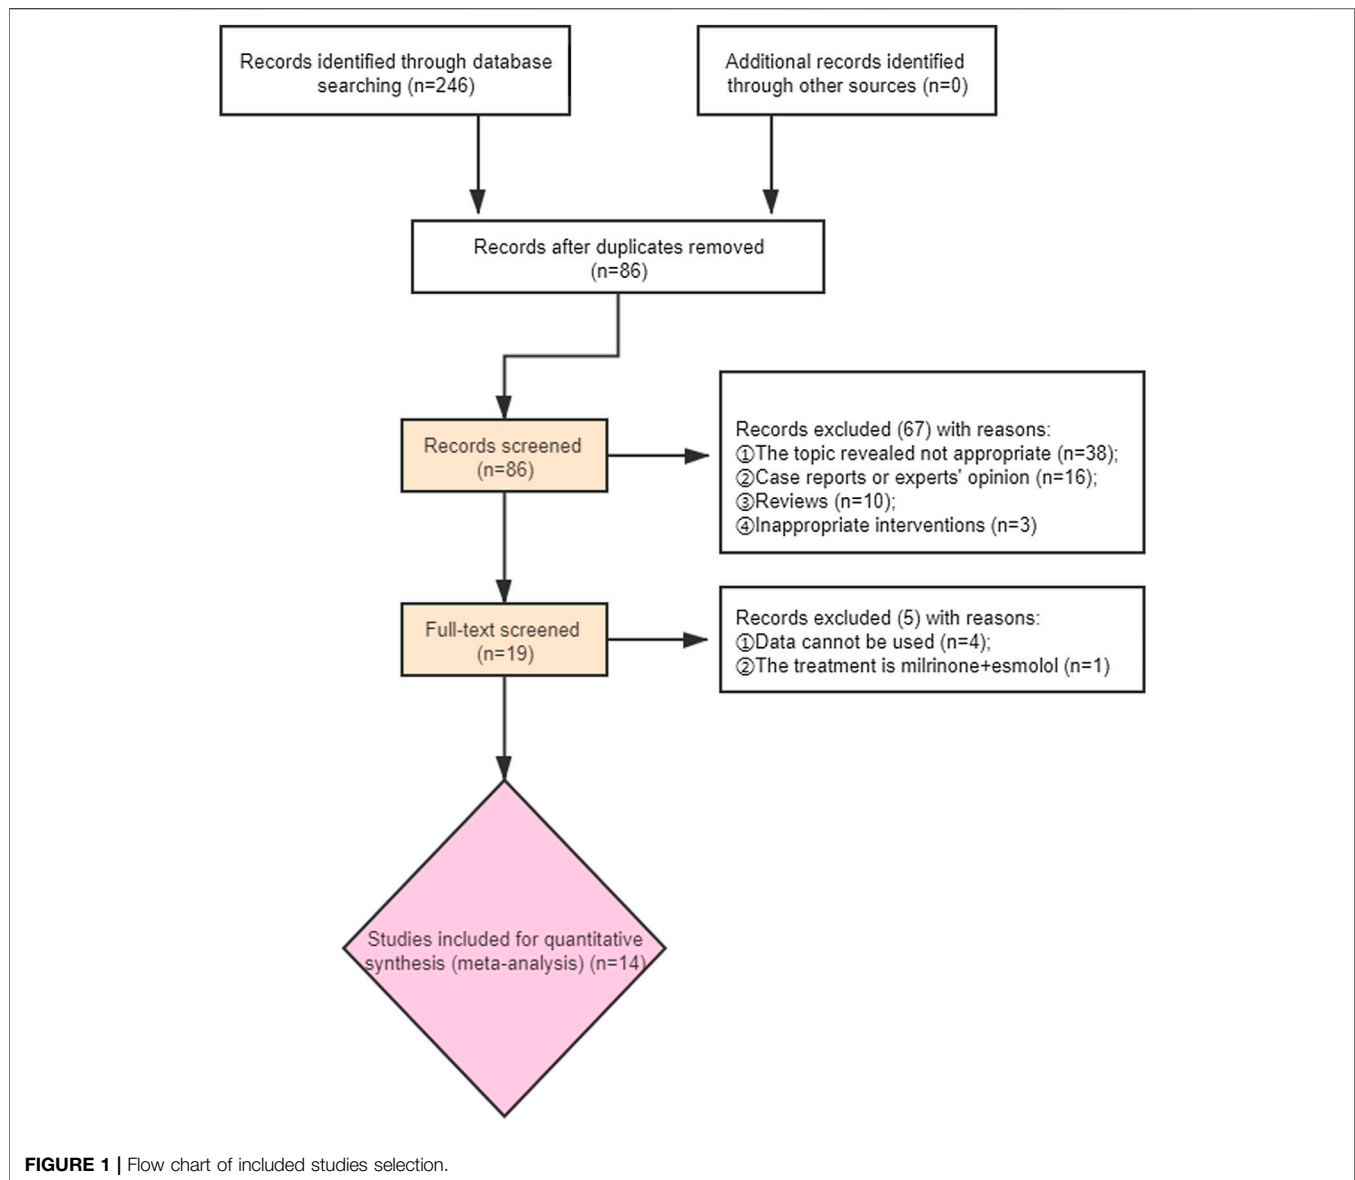 Records identified through database
searching (n=246)
Additional records identified
through other sources (n=0)
Records after duplicates removed
(n=86)
Records screened
(n=86)
Records excluded (67) with reasons:
①The topic revealed not appropriate (n=38);
②Case reports or experts' opinion (n=16);
③Reviews (n=10);
④Inappropriate interventions (n=3)
Full-text screened
(n=19)
Records excluded (5) with reasons:
①Data cannot be used (n=4);
②The treatment is milrinone+esmolol (n=1)
Studies included for quantitative
synthesis (meta-analysis) (n=14)
FIGURE 1 | Flow chart of included studies selection.